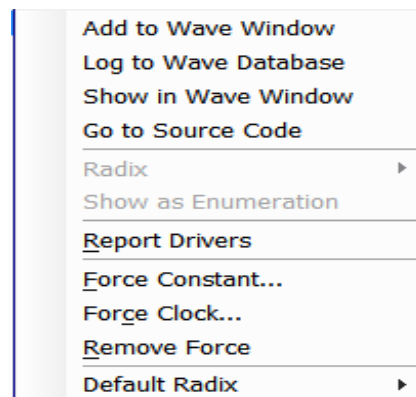 Add to Wave Window
Log to Wave Database
Show in Wave Window
Go to Source Code
Radix
Show as Enumeration
Report Drivers
Force Constant...
Force Clock...
Remove Force
Default Radix